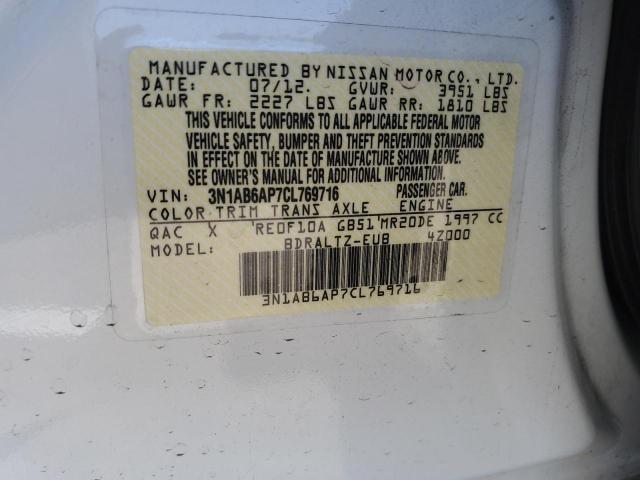 MANUFACTURED BY NISSAN MOTOR CO., LTD.
DATE: 07/12. GVWR: 3951 LBS
GAWR FR: 2227 LBS GAWR RR: 1810 LBS
THIS VEHICLE CONFORMS TO ALL APPLICABLE FEDERAL MOTOR
VEHICLE SAFETY, BUMPER AND THEFT PREVENTION STANDARDS
IN EFFECT ON THE DATE OF MANUFACTURE SHOWN ABOVE.
SEE OWNER'S MANUAL FOR ADDITIONAL INFORMATION.
VIN: 3N1AB6AP7CL769716 PASSENGER CAR.
COLOR TRIM TRANS AXLE ENGINE
QAC X 'RE0F10A GB51'MR20DE 1997 CC
MODEL: BDRALTZ-EUB 4Z000
3N1AB6AP7CL769716